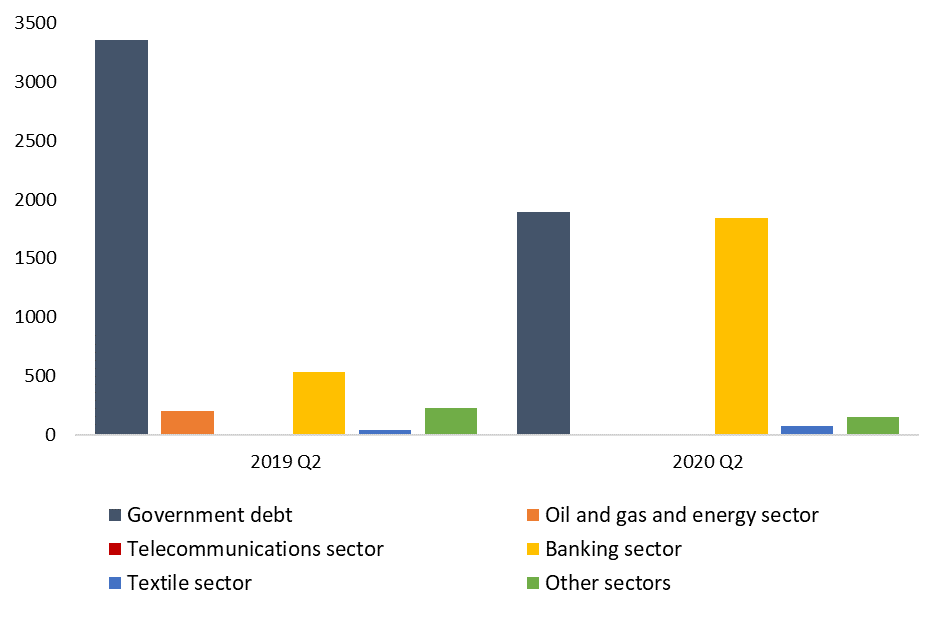 3500
3000
2500
2000
1500
1000
500
0
2019 Q2 2020 Q2
Government debt Oil and gas and energy sector
Telecommunications sector Banking sector
Textile sector Other sectors